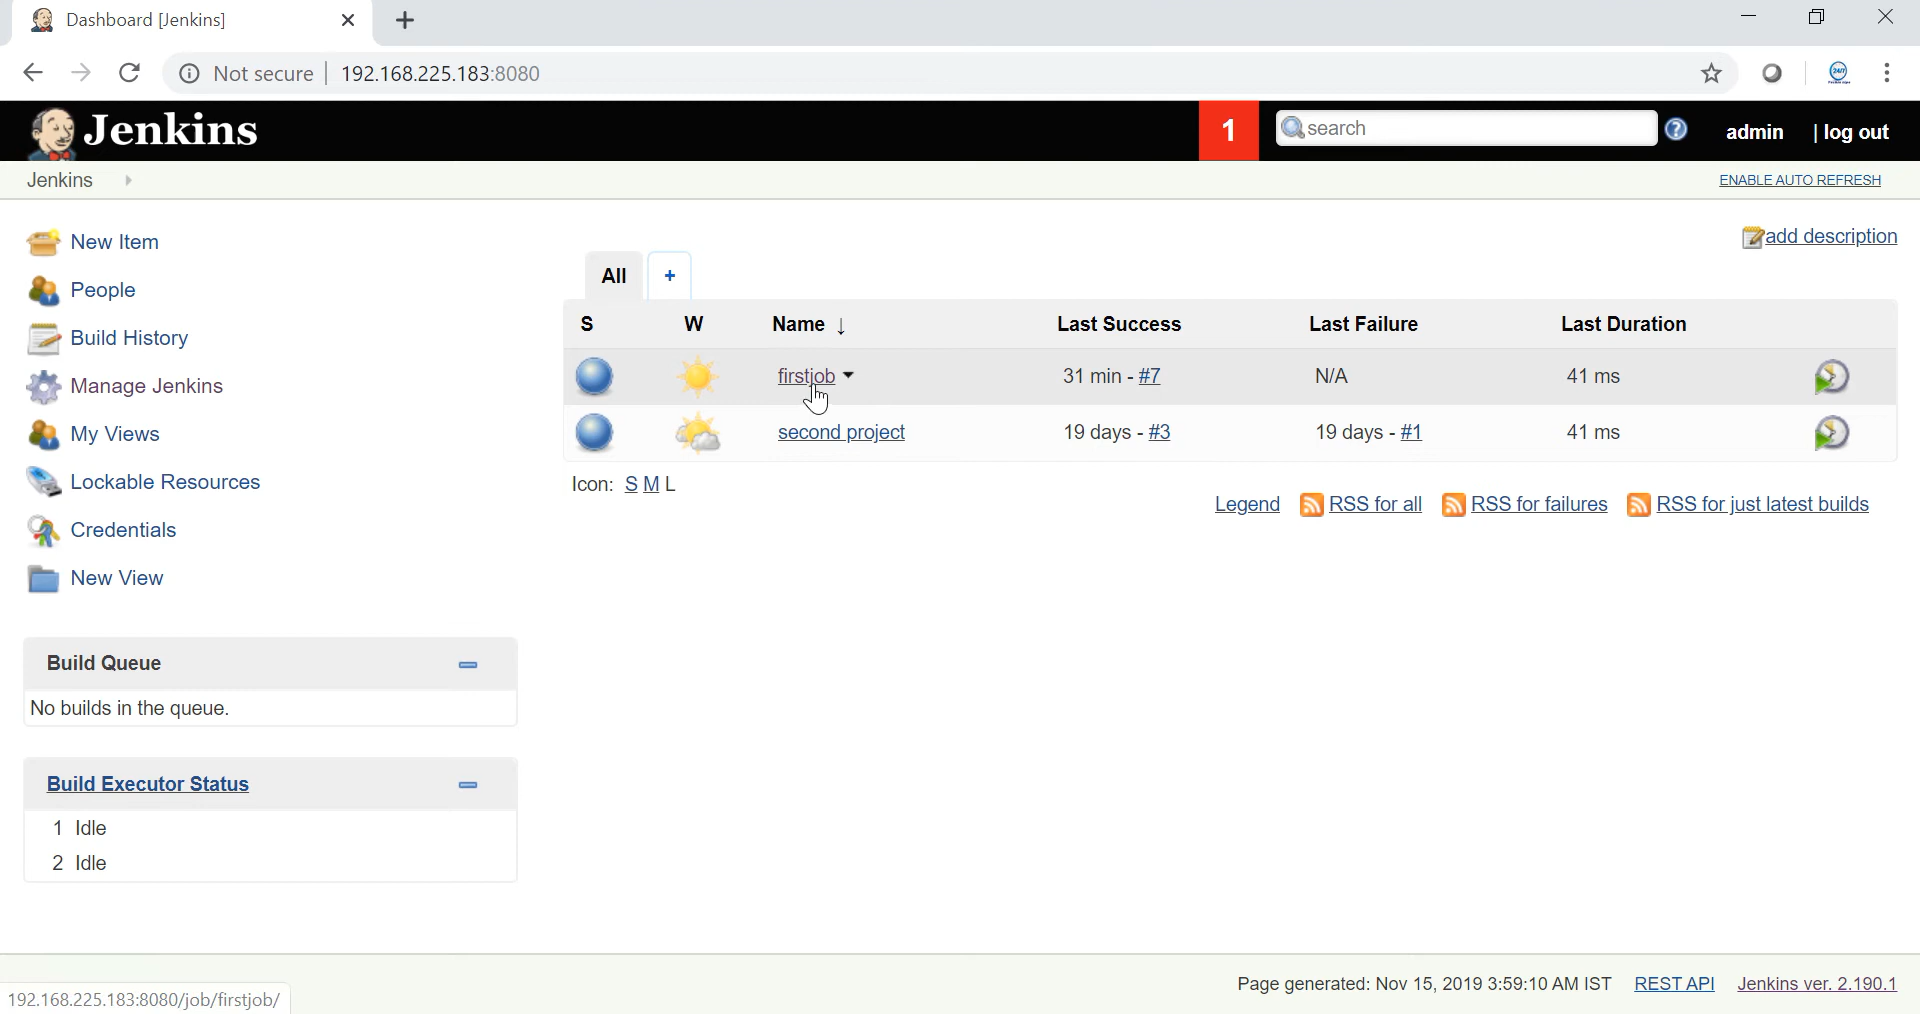 Dashboard [Jenkins]
Not secure | 192.168.225.183:8080
Jenkins
1
search
admin | log out
Jenkins
ENABLE AUTO REFRESH
New Item
People
Build History
Manage Jenkins
My Views
Lockable Resources
Credentials
New View
add description
All +
S W Name ↓ Last Success Last Failure Last Duration
firstjob 31 min - #7 N/A 41 ms
second project 19 days - #3 19 days - #1 41 ms
Icon: S M L
Legend RSS for all RSS for failures RSS for just latest builds
Build Queue
No builds in the queue.
Build Executor Status
1 Idle
2 Idle
Page generated: Nov 15, 2019 3:59:10 AM IST REST API Jenkins ver. 2.190.1
192.168.225.183:8080/job/firstjob/